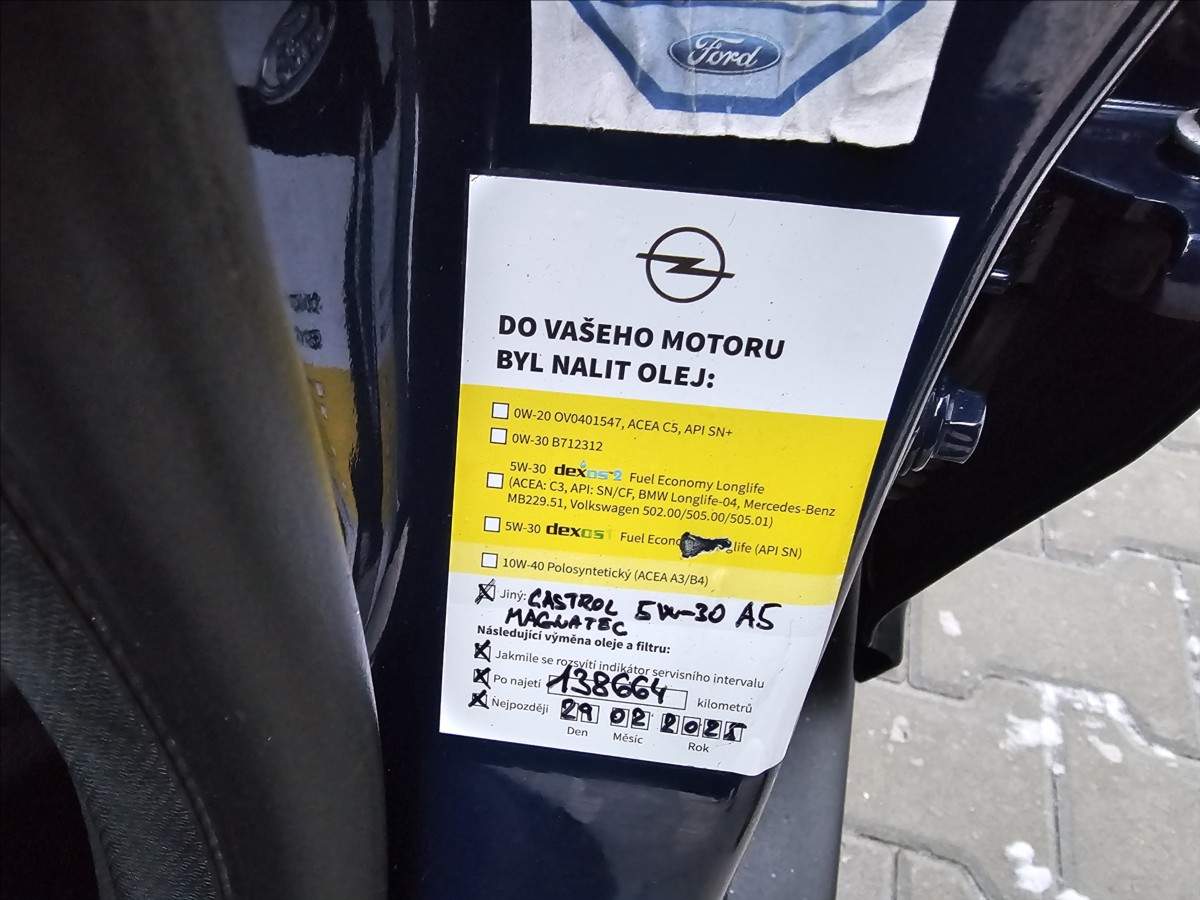 Ford
DO VAŠEHO MOTORU
BYL NALIT OLEJ:
0W-20 OV0401547, ACEA C5, API SN+
0W-30 B712312
5W-30 dexos 2 Fuel Economy Longlife
(ACEA: C3, API: SN/CF, BMW Longlife-04, Mercedes-Benz
MB229.51, Volkswagen 502.00/505.00/505.01)
5W-30 dexos1 Fuel Econo glife (API SN)
10W-40 Polosyntetický (ACEA A3/B4)
Jiný: CASTROL 5W-30 A5
MAGNATEC
Následující výměna oleje a filtru:
Jakmile se rozsvítí indikátor servisního intervalu
Po najetí 138664 kilometrů
Nejpozději 29 02 2025
Den Měsíc Rok